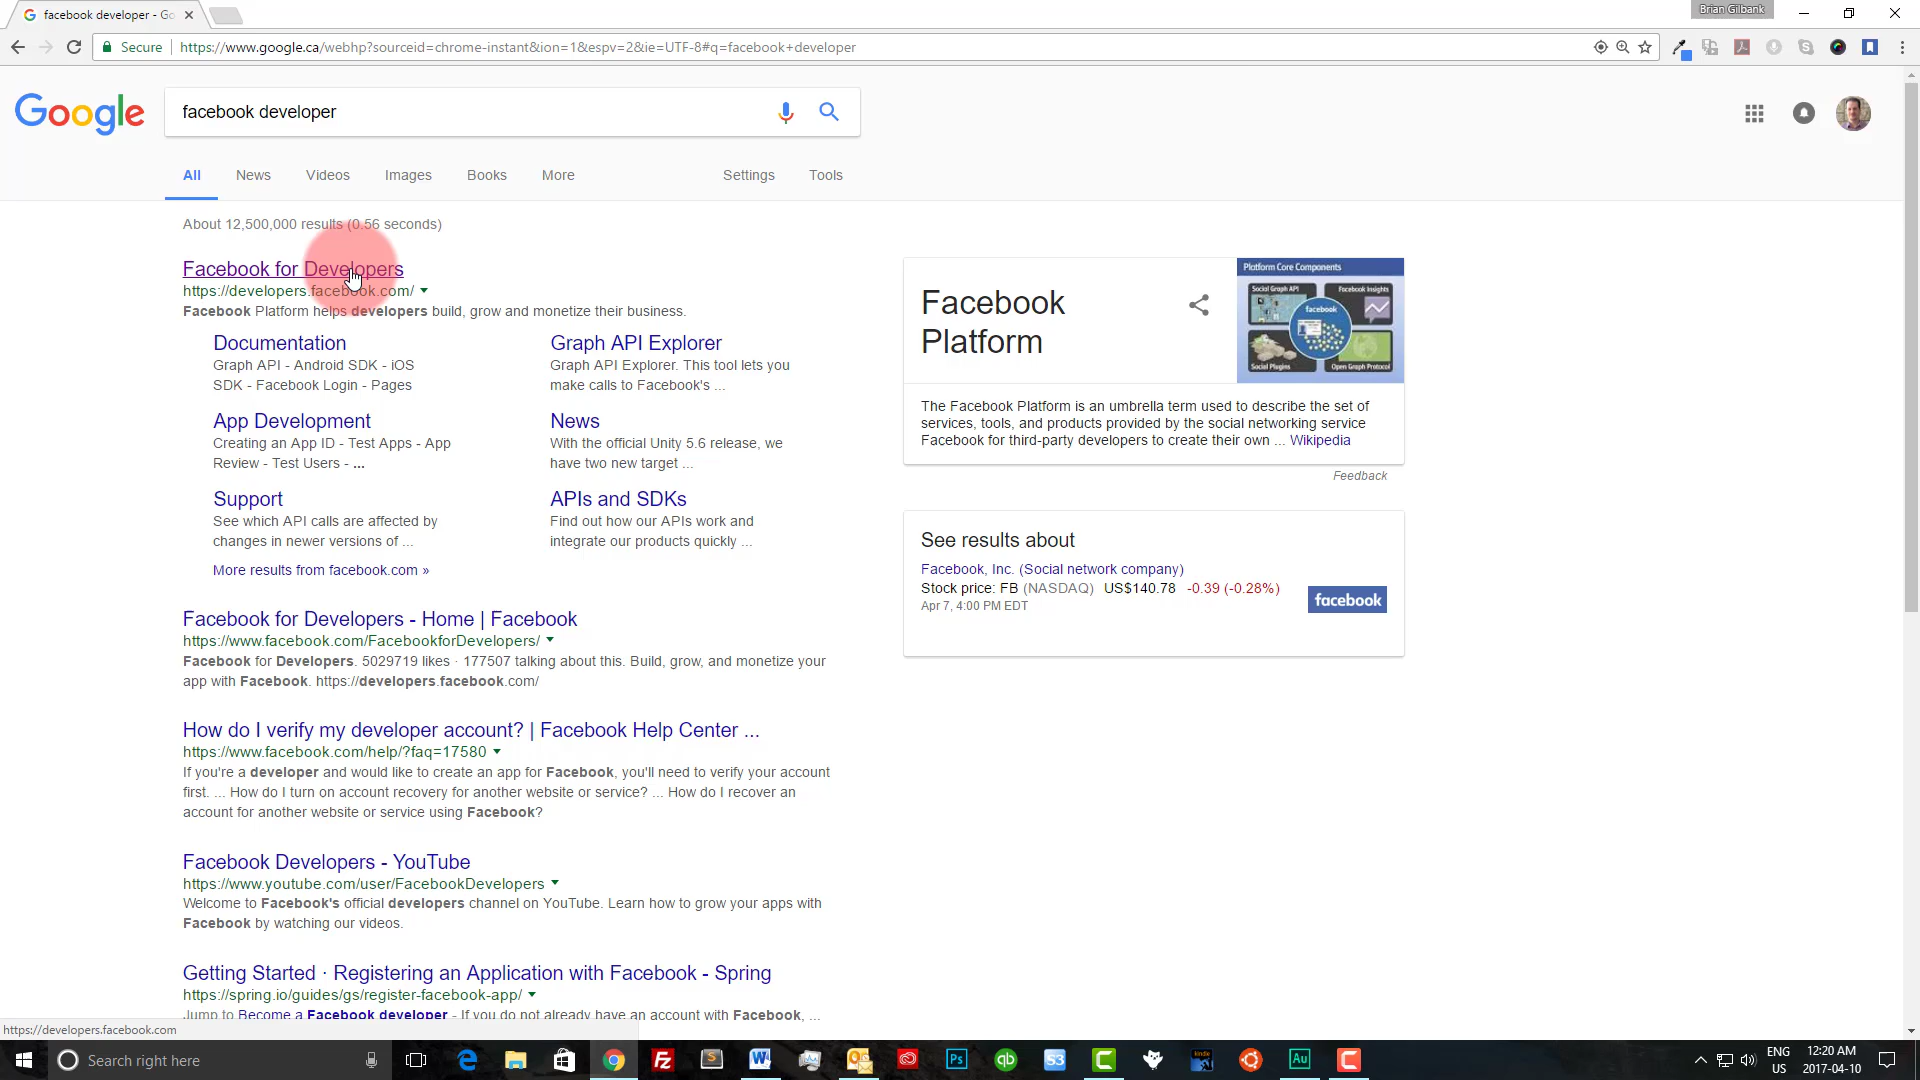 facebook developer - Go
Brian Gilbank
Secure
https://www.google.ca/webhp?sourceid=chrome-instant&ion=1&espv=2&ie=UTF-8#q=facebook+developer
Google
facebook developer
All
News
Videos
Images
Books
More
Settings
Tools
About 12,500,000 results (0.56 seconds)
Facebook for Developers
https://developers.facebook.com/
Facebook Platform helps developers build, grow and monetize their business.
Documentation
Graph API - Android SDK - iOS
SDK - Facebook Login - Pages
Graph API Explorer
Graph API Explorer. This tool lets you
make calls to Facebook's ...
App Development
Creating an App ID - Test Apps - App
Review - Test Users - ...
News
With the official Unity 5.6 release, we
have two new target ...
Support
See which API calls are affected by
changes in newer versions of ...
APIs and SDKs
Find out how our APIs work and
integrate our products quickly ...
More results from facebook.com »
Facebook for Developers - Home | Facebook
https://www.facebook.com/FacebookforDevelopers/
Facebook for Developers. 5029719 likes · 177507 talking about this. Build, grow, and monetize your
app with Facebook. https://developers.facebook.com/
How do I verify my developer account? | Facebook Help Center ...
https://www.facebook.com/help/?faq=17580
If you're a developer and would like to create an app for Facebook, you'll need to verify your account
first. ... How do I turn on account recovery for another website or service? ... How do I recover an
account for another website or service using Facebook?
Facebook Developers - YouTube
https://www.youtube.com/user/FacebookDevelopers
Welcome to Facebook's official developers channel on YouTube. Learn how to grow your apps with
Facebook by watching our videos.
Getting Started · Registering an Application with Facebook - Spring
https://spring.io/guides/gs/register-facebook-app/
Jump to Become a Facebook developer - If you do not already have an account with Facebook, ...
Facebook
Platform
Platform Core Components
Social Graph API
Facebook Insights
facebook
Social Plugins
Open Graph Protocol
The Facebook Platform is an umbrella term used to describe the set of
services, tools, and products provided by the social networking service
Facebook for third-party developers to create their own ... Wikipedia
Feedback
See results about
Facebook, Inc. (Social network company)
Stock price: FB (NASDAQ) US$140.78 -0.39 (-0.28%)
Apr 7, 4:00 PM EDT
facebook
https://developers.facebook.com
Search right here
Fz
S
W
Ps
qb
S3
C
kindle
Au
C
ENG
US
12:20 AM
2017-04-10